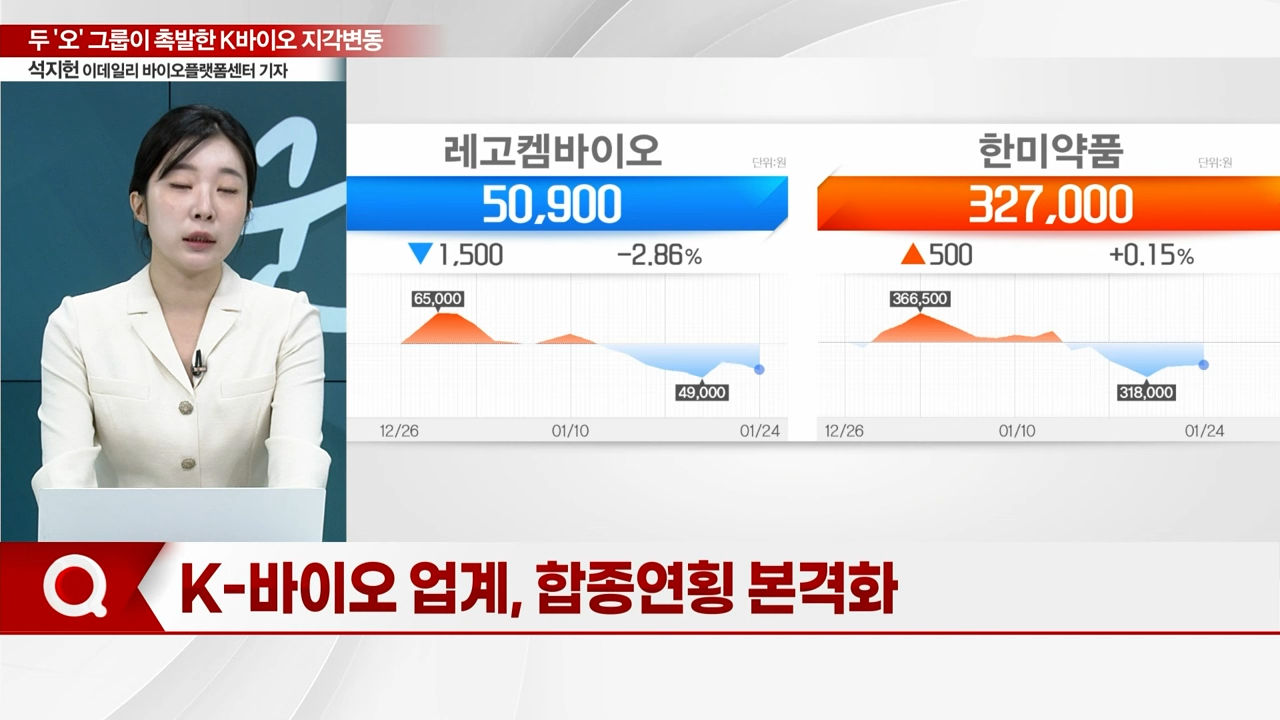 두 '오' 그룹이 촉발한 K바이오 지각변동
석지헌 이데일리 바이오플랫폼센터 기자
레고켐바이오
단위:원
50,900
▼1,500 -2.86%
65,000
49,000
12/26 01/10 01/24
한미약품
단위:원
327,000
▲500 +0.15%
366,500
318,000
12/26 01/10 01/24
K-바이오 업계, 합종연횡 본격화